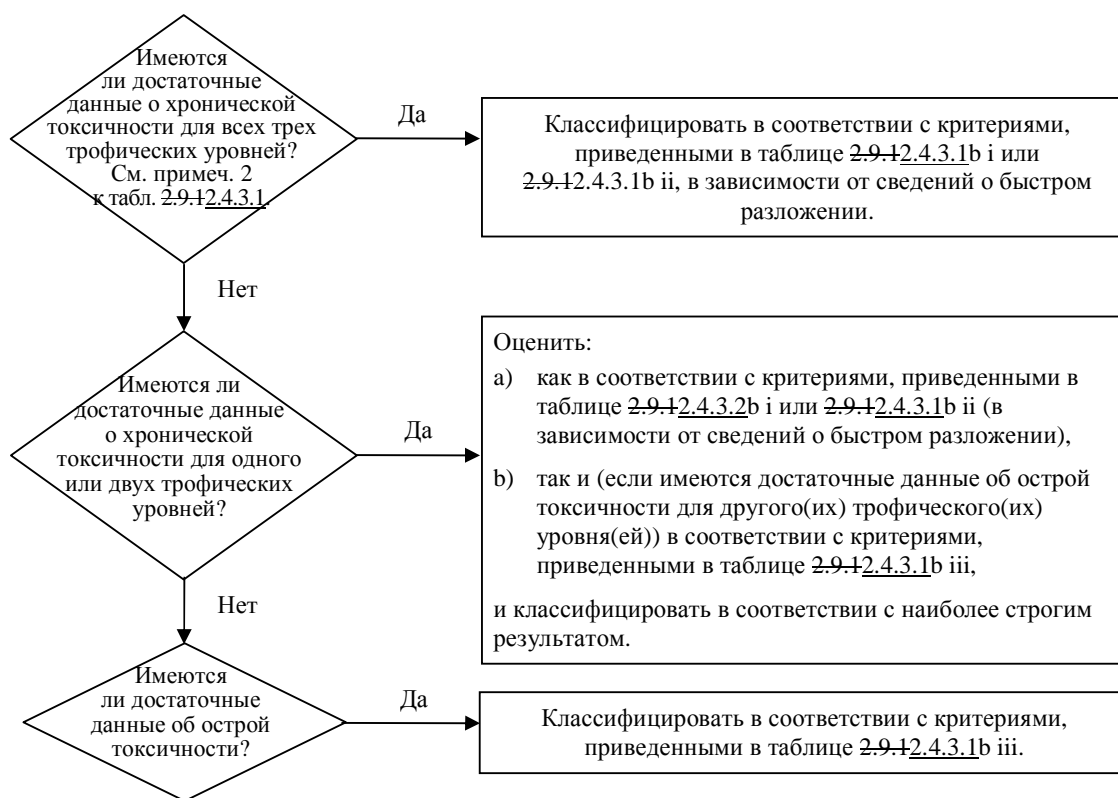 Имеются
ли достаточные
данные о хронической
токсичности для всех трех
трофических уровней?
См. примеч. 2
к табл. 2.9.12.4.3.1.
Да
Классифицировать в соответствии с критериями,
приведенными в таблице 2.9.12.4.3.1b i или
2.9.12.4.3.1b ii, в зависимости от сведений о быстром
разложении.
Нет
Имеются ли
достаточные данные
о хронической
токсичности для одного
или двух трофических
уровней?
Да
Оценить:
a) как в соответствии с критериями, приведенными в
таблице 2.9.12.4.3.2b i или 2.9.12.4.3.1b ii (в
зависимости от сведений о быстром разложении),
b) так и (если имеются достаточные данные об острой
токсичности для другого(их) трофического(их)
уровня(ей)) в соответствии с критериями,
приведенными в таблице 2.9.12.4.3.1b iii,
и классифицировать в соответствии с наиболее строгим
результатом.
Нет
Имеются
ли достаточные
данные об острой
токсичности?
Да
Классифицировать в соответствии с критериями,
приведенными в таблице 2.9.12.4.3.1b iii.